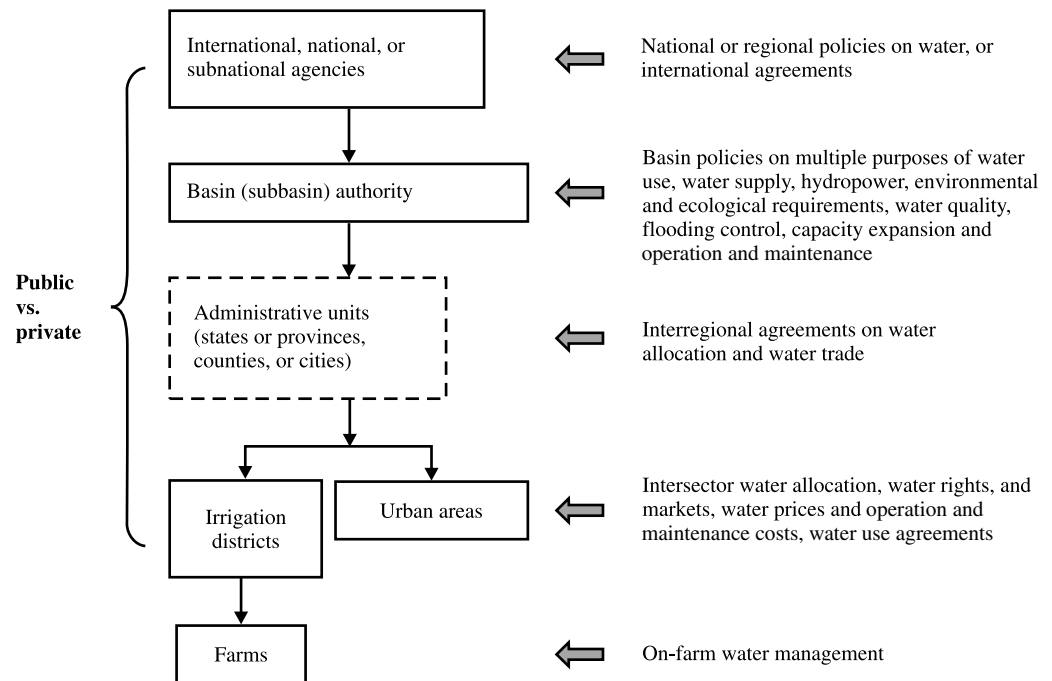 International, national, or
subnational agencies
National or regional policies on water, or
international agreements
Basin (subbasin) authority
Basin policies on multiple purposes of water
use, water supply, hydropower, environmental
and ecological requirements, water quality,
flooding control, capacity expansion and
operation and maintenance
Public
vs.
private
Administrative units
(states or provinces,
counties, or cities)
Interregional agreements on water
allocation and water trade
Irrigation
districts
Urban areas
Intersector water allocation, water rights, and
markets, water prices and operation and
maintenance costs, water use agreements
Farms
On-farm water management